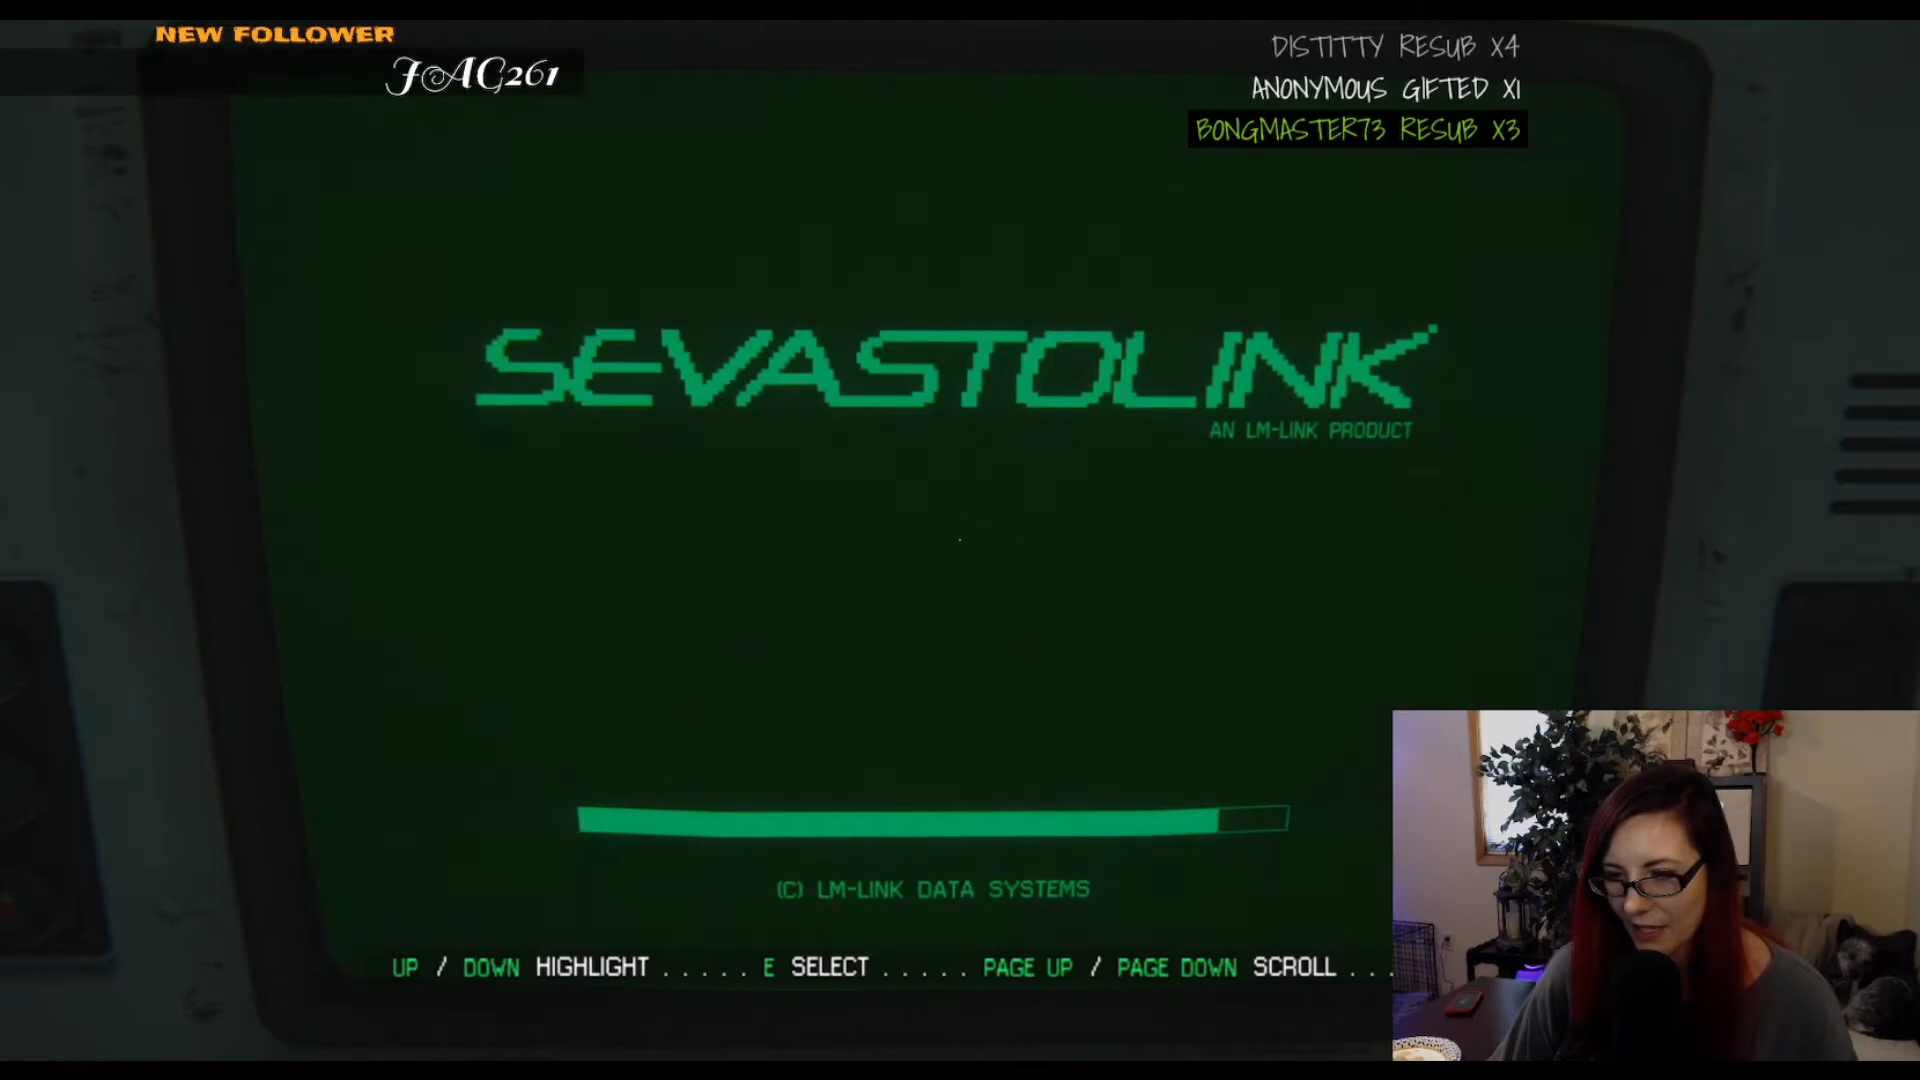 NEW FOLLOWER
JAG261
DISTITTY RESUB X4
ANONYMOUS GIFTED X1
BONGMASTER73 RESUB X3
SEVASTOLINK
AN LM-LINK PRODUCT
(C) LM-LINK DATA SYSTEMS
UP / DOWN HIGHLIGHT ..... E SELECT ..... PAGE UP / PAGE DOWN SCROLL ...